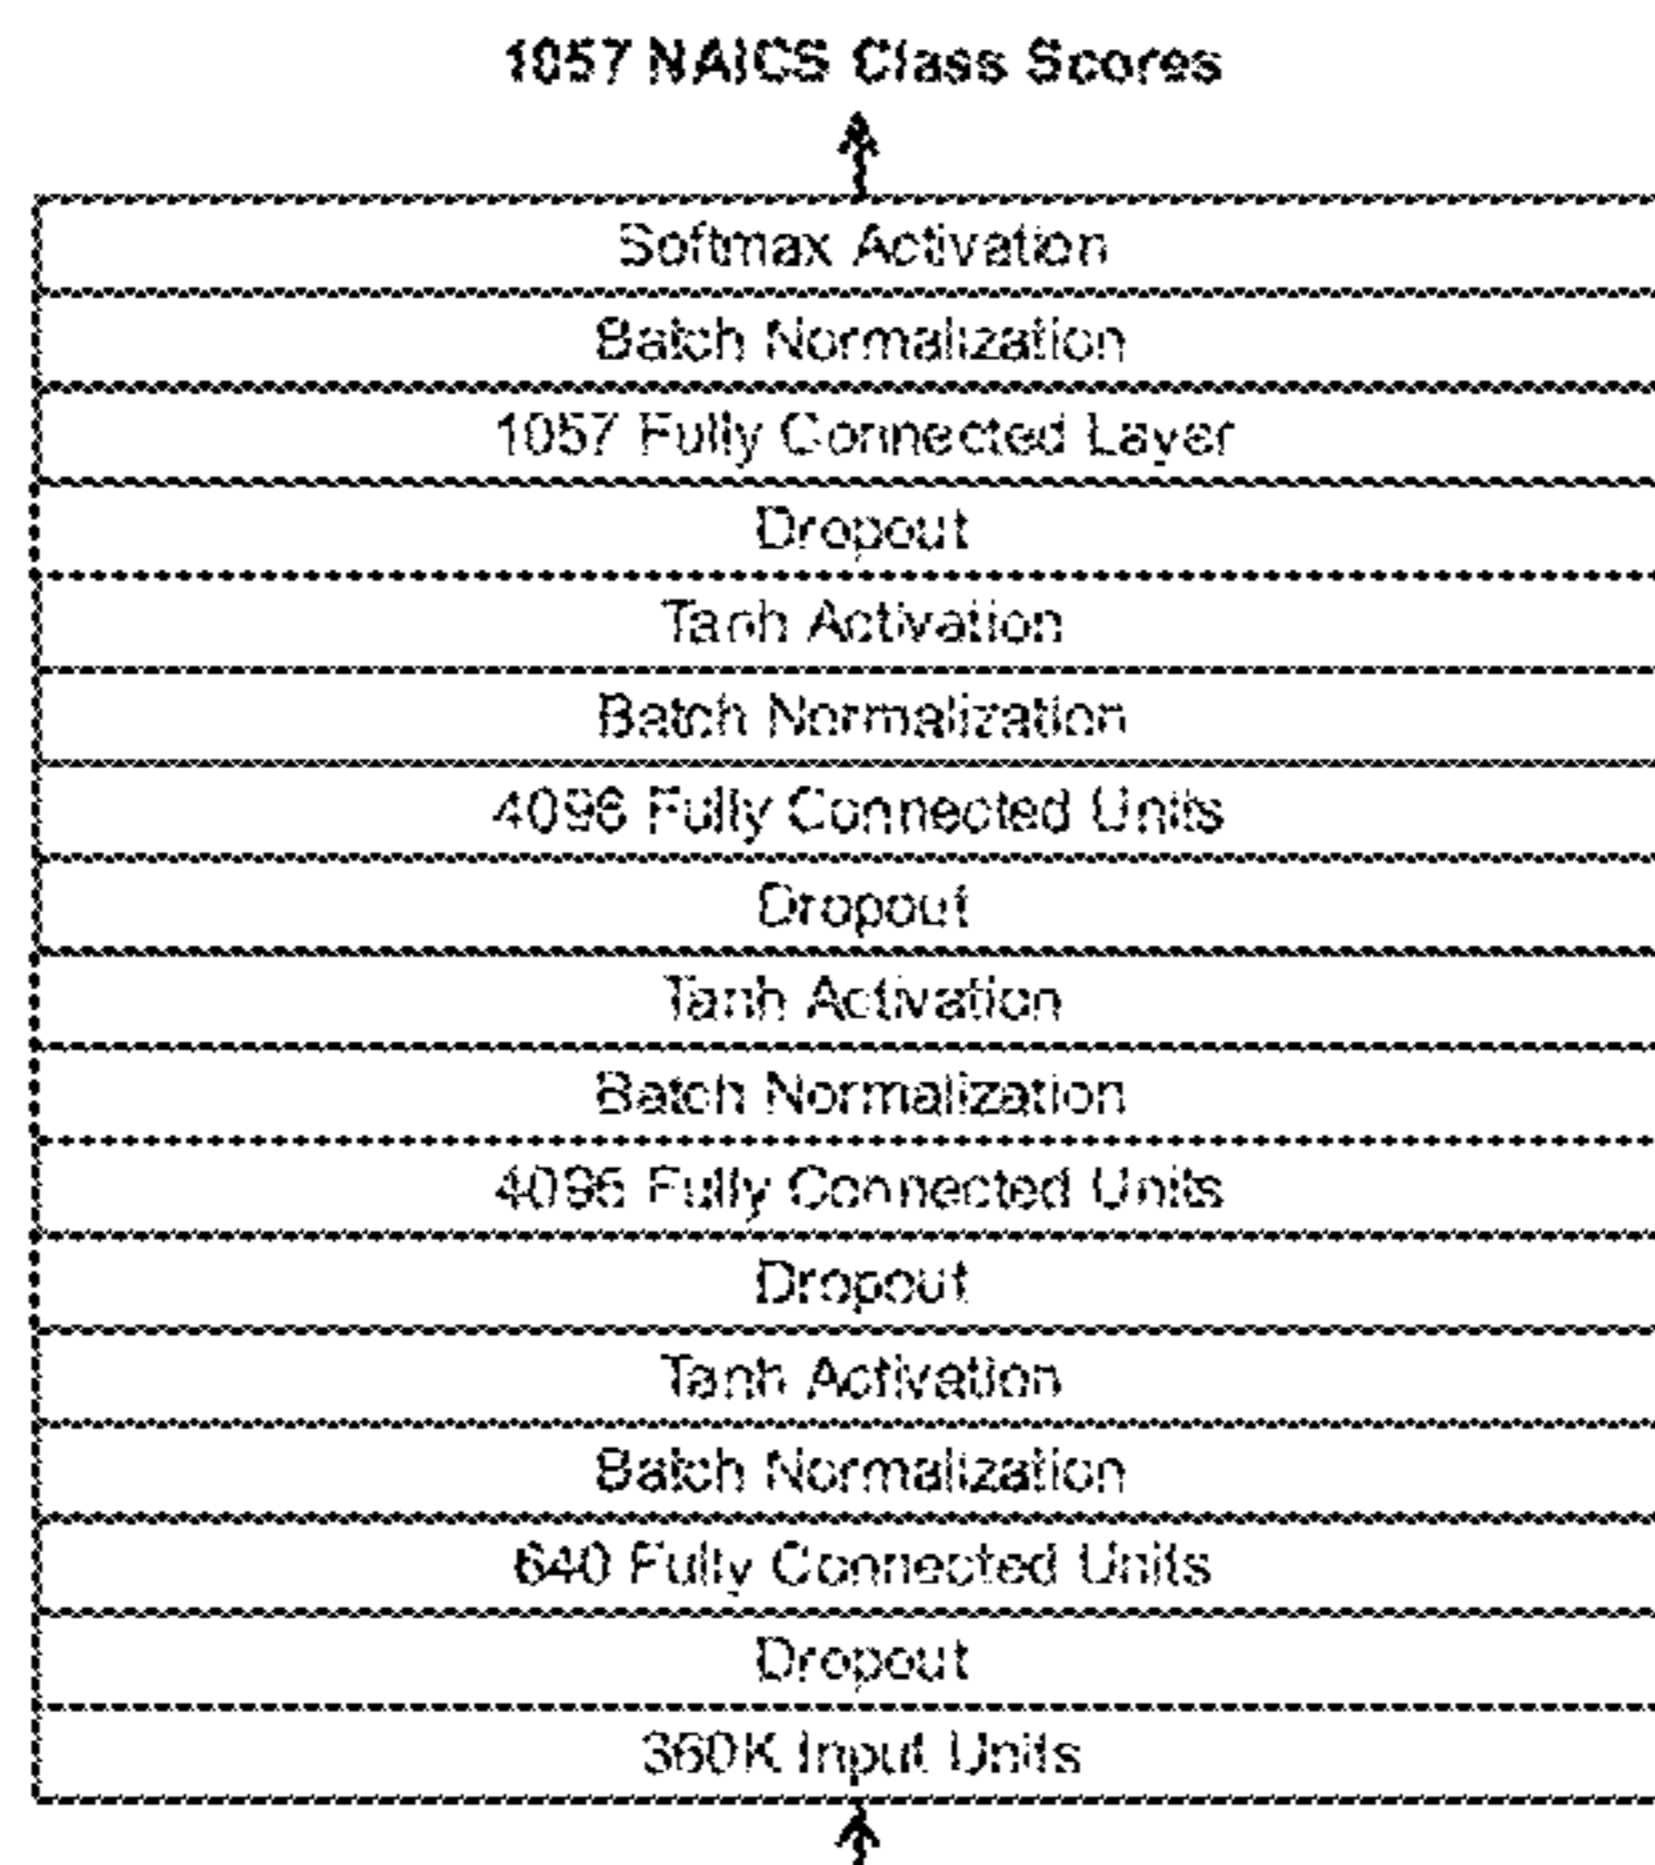 1057 NAICS Class Scores
Softmax Activation
Batch Normalization
1057 Fully Connected Layer
Dropout
Tanh Activation
Batch Normalization
4096 Fully Connected Units
Dropout
Tanh Activation
Batch Normalization
4096 Fully Connected Units
Dropout
Tanh Activation
Batch Normalization
640 Fully Connected Units
Dropout
360K Input Units